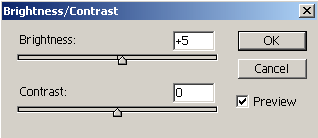 Brightness/Contrast
Brightness: +5
OK
Cancel
Contrast: 0
Preview